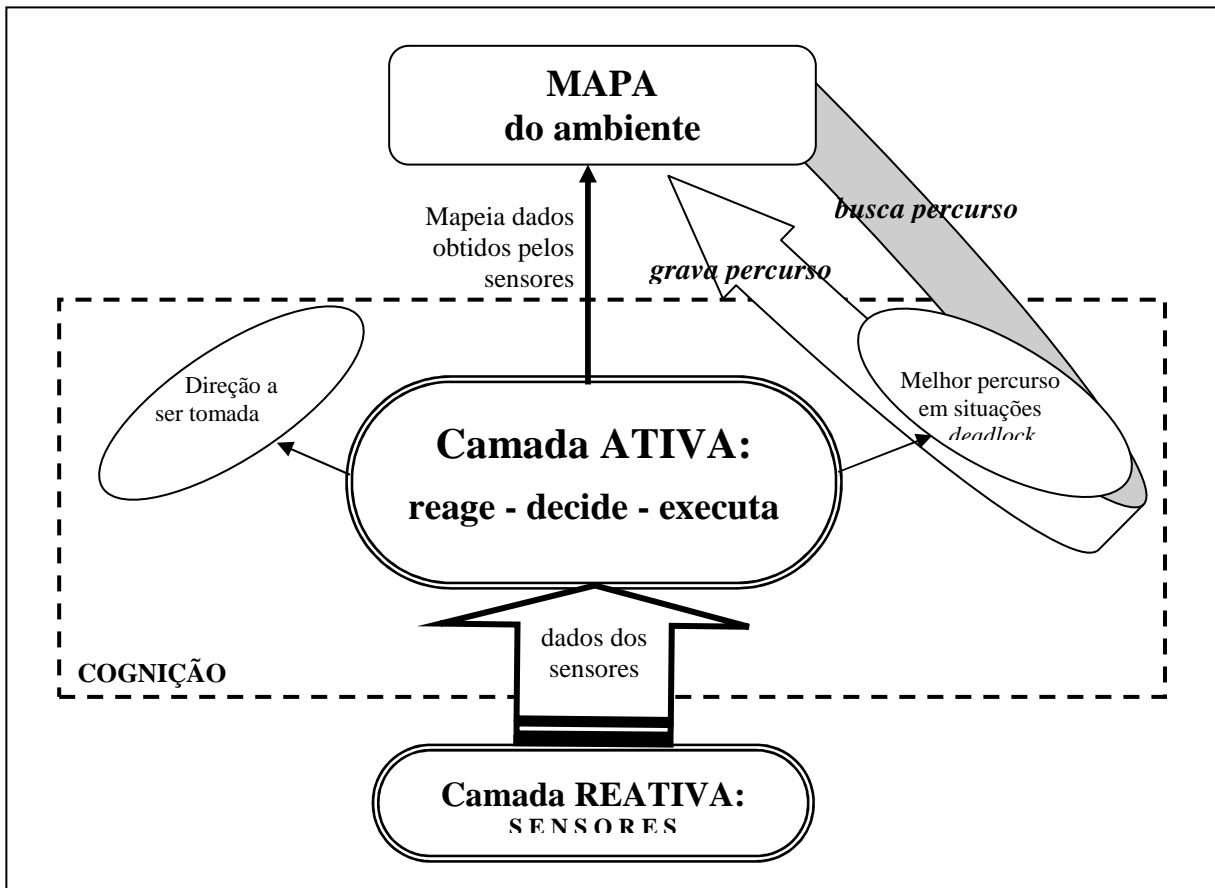 MAPA
do ambiente
busca percurso
Mapeia dados
obtidos pelos
sensores
grava percurso
Direção a
ser tomada
Melhor percurso
em situações
deadlock
Camada ATIVA:
reage - decide - executa
dados dos
sensores
COGNIÇÃO
Camada REATIVA:
SENSORES